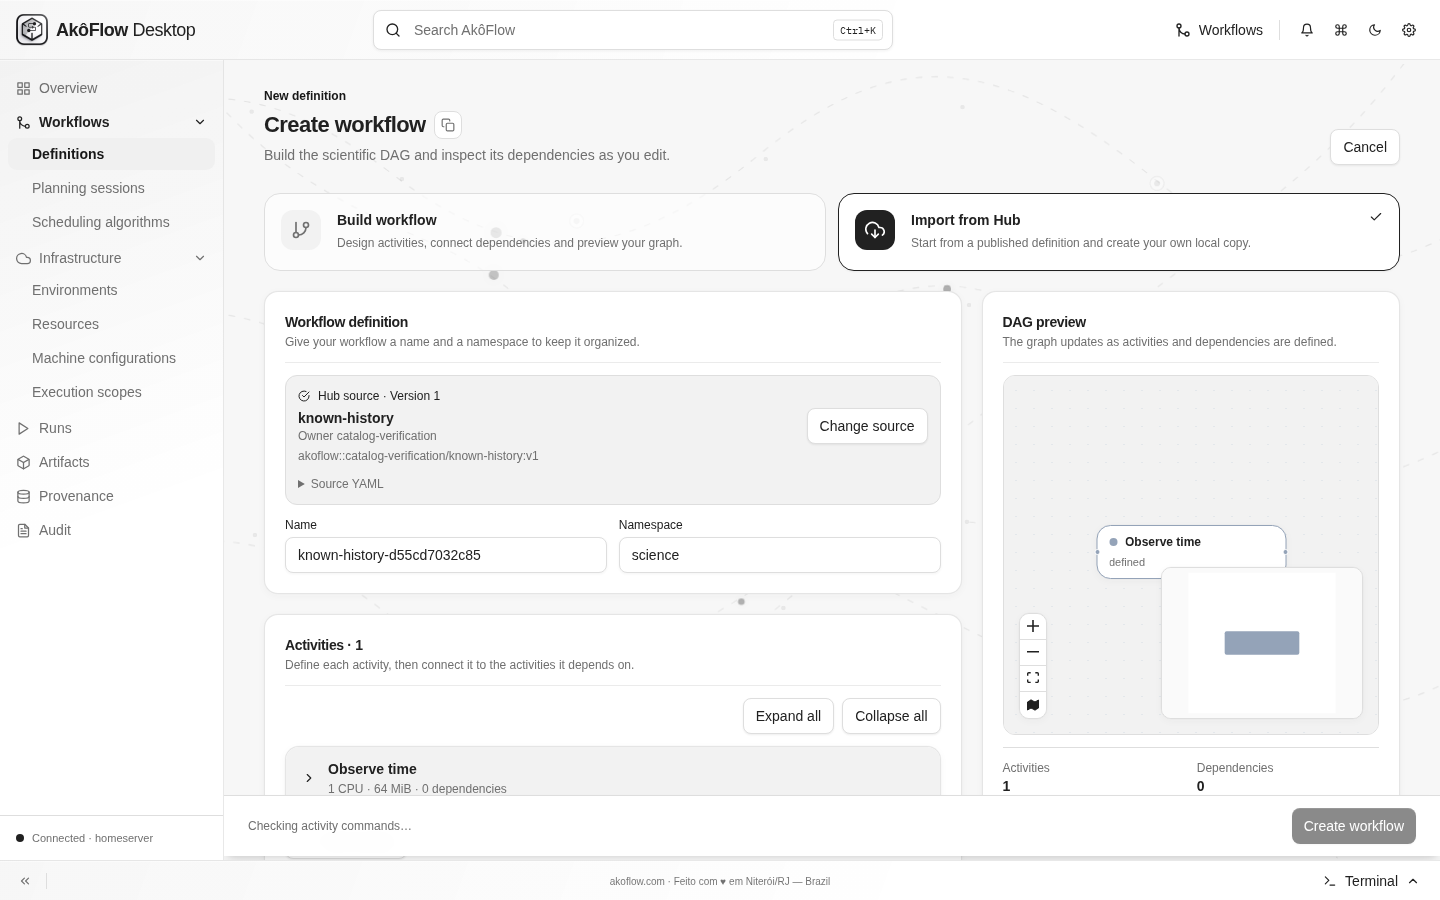 AkôFlow Desktop
Search AkôFlow
Ctrl+K
Workflows
Overview
Workflows
Definitions
Planning sessions
Scheduling algorithms
Infrastructure
Environments
Resources
Machine configurations
Execution scopes
Runs
Artifacts
Provenance
Audit
Connected · homeserver
New definition
Create workflow
Build the scientific DAG and inspect its dependencies as you edit.
Cancel
Build workflow
Design activities, connect dependencies and preview your graph.
Import from Hub
Start from a published definition and create your own local copy.
Workflow definition
Give your workflow a name and a namespace to keep it organized.
Hub source · Version 1
known-history
Owner catalog-verification
akoflow::catalog-verification/known-history:v1
Change source
Source YAML
Name
Namespace
known-history-d55cd7032c85
science
Activities · 1
Define each activity, then connect it to the activities it depends on.
Expand all
Collapse all
Observe time
1 CPU · 64 MiB · 0 dependencies
DAG preview
The graph updates as activities and dependencies are defined.
Observe time
defined
Activities
Dependencies
1
0
Checking activity commands…
Create workflow
akoflow.com · Feito com ♥ em Niterói/RJ — Brazil
Terminal